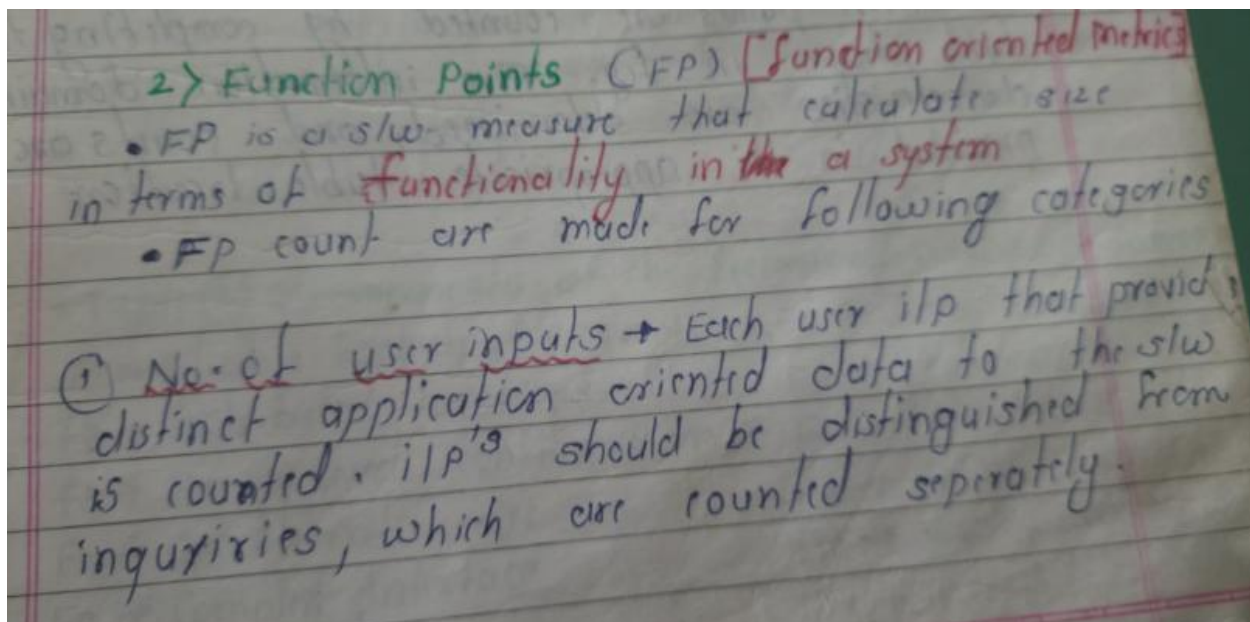 2> Function Points (FP) [function oriented metrics]
• FP is a s/w measure that calculate size
in terms of functionality in the a system
• FP count are made for following categories
① No. of user inputs → Each user i/p that provids
distinct application oriented data to the s/w
is counted. i/p's should be distinguished from
inquyiries, which are counted seperately.